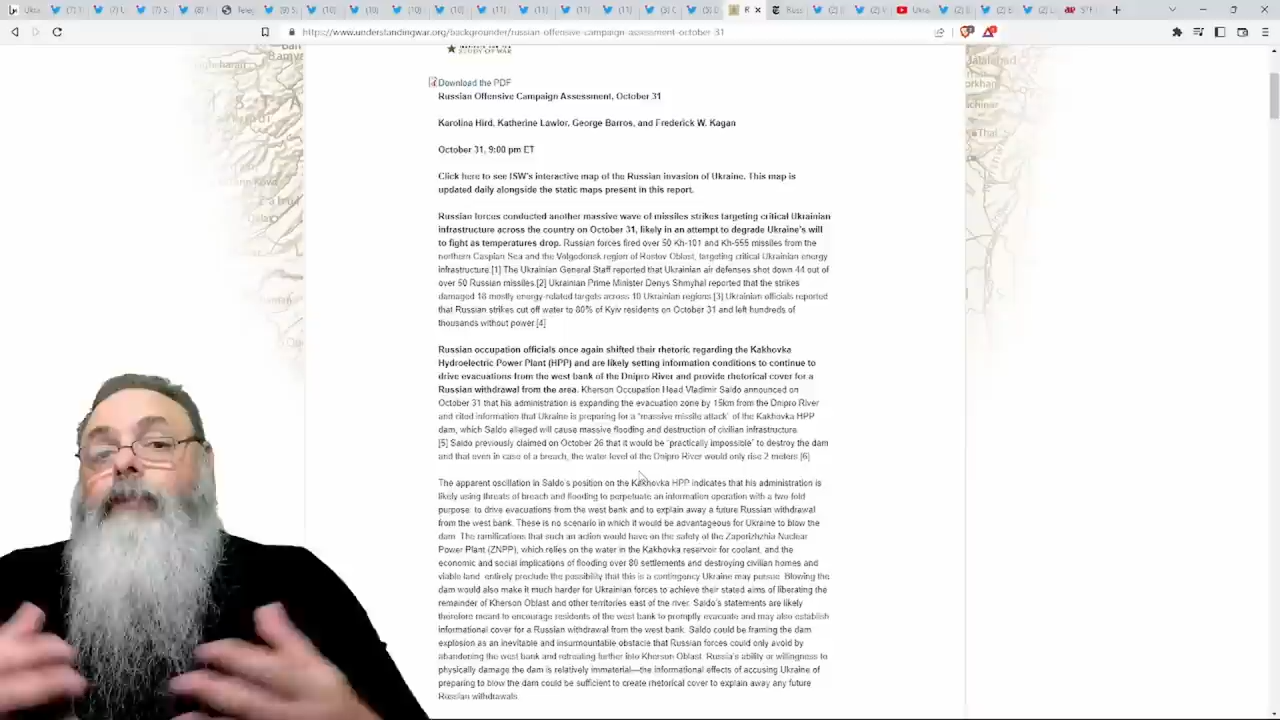 https://www.understandingwar.org/backgrounder/russian-offensive-campaign-assessment-october-31
STUDY OF WAR
Download the PDF
Russian Offensive Campaign Assessment, October 31
Karolina Hird, Katherine Lawlor, George Barros, and Frederick W. Kagan
October 31, 9:00 pm ET
Click here to see ISW's interactive map of the Russian invasion of Ukraine. This map is
updated daily alongside the static maps present in this report.
Russian forces conducted another massive wave of missiles strikes targeting critical Ukrainian
infrastructure across the country on October 31, likely in an attempt to degrade Ukraine's will
to fight as temperatures drop. Russian forces fired over 50 Kh-101 and Kh-555 missiles from the
northern Caspian Sea and the Volgodonsk region of Rostov Oblast, targeting critical Ukrainian energy
infrastructure.[1] The Ukrainian General Staff reported that Ukrainian air defenses shot down 44 out of
over 50 Russian missiles.[2] Ukrainian Prime Minister Denys Shmyhal reported that the strikes
damaged 18 mostly energy-related targets across 10 Ukrainian regions.[3] Ukrainian officials reported
that Russian strikes cut off water to 80% of Kyiv residents on October 31 and left hundreds of
thousands without power.[4]
Russian occupation officials once again shifted their rhetoric regarding the Kakhovka
Hydroelectric Power Plant (HPP) and are likely setting information conditions to continue to
drive evacuations from the west bank of the Dnipro River and provide rhetorical cover for a
Russian withdrawal from the area. Kherson Occupation Head Vladimir Saldo announced on
October 31 that his administration is expanding the evacuation zone by 15km from the Dnipro River
and cited information that Ukraine is preparing for a "massive missile attack" of the Kakhovka HPP
dam, which Saldo alleged will cause massive flooding and destruction of civilian infrastructure.
[5] Saldo previously claimed on October 26 that it would be "practically impossible" to destroy the dam
and that even in case of a breach, the water level of the Dnipro River would only rise 2 meters.[6]
The apparent oscillation in Saldo's position on the Kakhovka HPP indicates that his administration is
likely using threats of breach and flooding to perpetuate an information operation with a two fold
purpose: to drive evacuations from the west bank and to explain away a future Russian withdrawal
from the west bank. There is no scenario in which it would be advantageous for Ukraine to blow the
dam. The ramifications that such an action would have on the safety of the Zaporizhzhia Nuclear
Power Plant (ZNPP), which relies on the water in the Kakhovka reservoir for coolant, and the
economic and social implications of flooding over 80 settlements and destroying civilian homes and
viable land, entirely preclude the possibility that this is a contingency Ukraine may pursue. Blowing the
dam would also make it much harder for Ukrainian forces to achieve their stated aims of liberating the
remainder of Kherson Oblast and other territories east of the river. Saldo's statements are likely
therefore meant to encourage residents of the west bank to promptly evacuate and may also establish
informational cover for a Russian withdrawal from the west bank. Saldo could be framing the dam
explosion as an inevitable and insurmountable obstacle that Russian forces could only avoid by
abandoning the west bank and retreating further into Kherson Oblast. Russia's ability or willingness to
physically damage the dam is relatively immaterial—the informational effects of accusing Ukraine of
preparing to blow the dam could be sufficient to create rhetorical cover to explain away any future
Russian withdrawals.